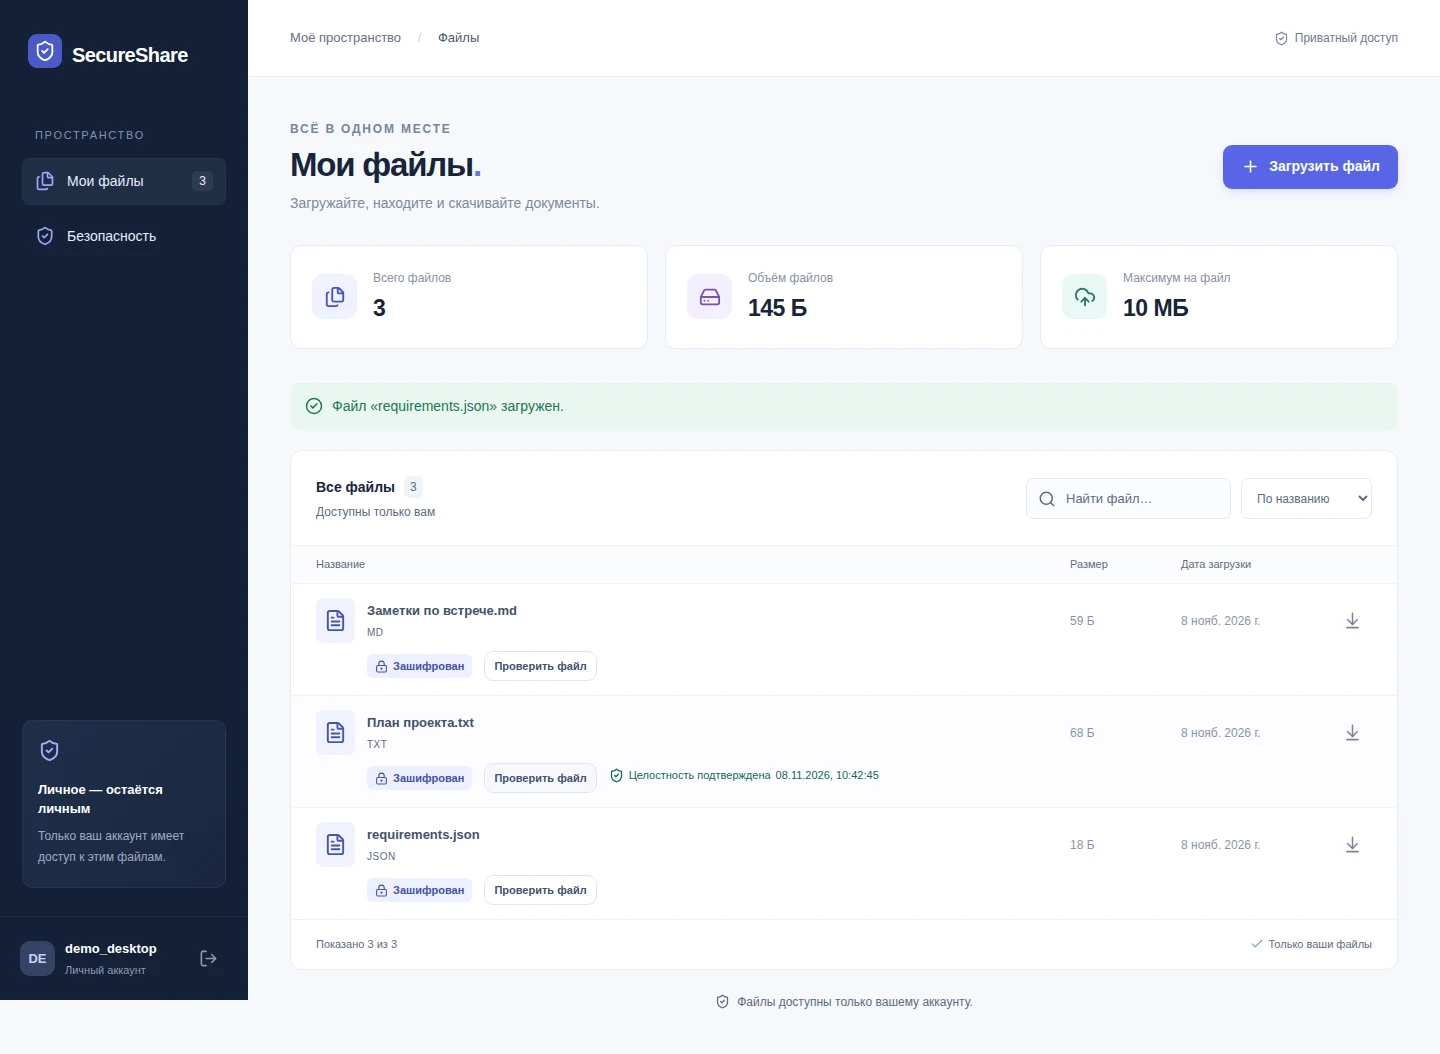 SecureShare
ПРОСТРАНСТВО
Мои файлы 3
Безопасность
Личное — остаётся
личным
Только ваш аккаунт имеет
доступ к этим файлам.
DE
demo_desktop
Личный аккаунт
Моё пространство / Файлы
Приватный доступ
ВСЁ В ОДНОМ МЕСТЕ
Мои файлы.
Загружайте, находите и скачивайте документы.
Загрузить файл
Всего файлов
3
Объём файлов
145 Б
Максимум на файл
10 МБ
Файл «requirements.json» загружен.
Все файлы 3
Доступны только вам
Найти файл…
По названию
Название Размер Дата загрузки
Заметки по встрече.md
MD
59 Б 8 нояб. 2026 г.
Зашифрован Проверить файл
План проекта.txt
TXT
68 Б 8 нояб. 2026 г.
Зашифрован Проверить файл Целостность подтверждена 08.11.2026, 10:42:45
requirements.json
JSON
18 Б 8 нояб. 2026 г.
Зашифрован Проверить файл
Показано 3 из 3
Только ваши файлы
Файлы доступны только вашему аккаунту.